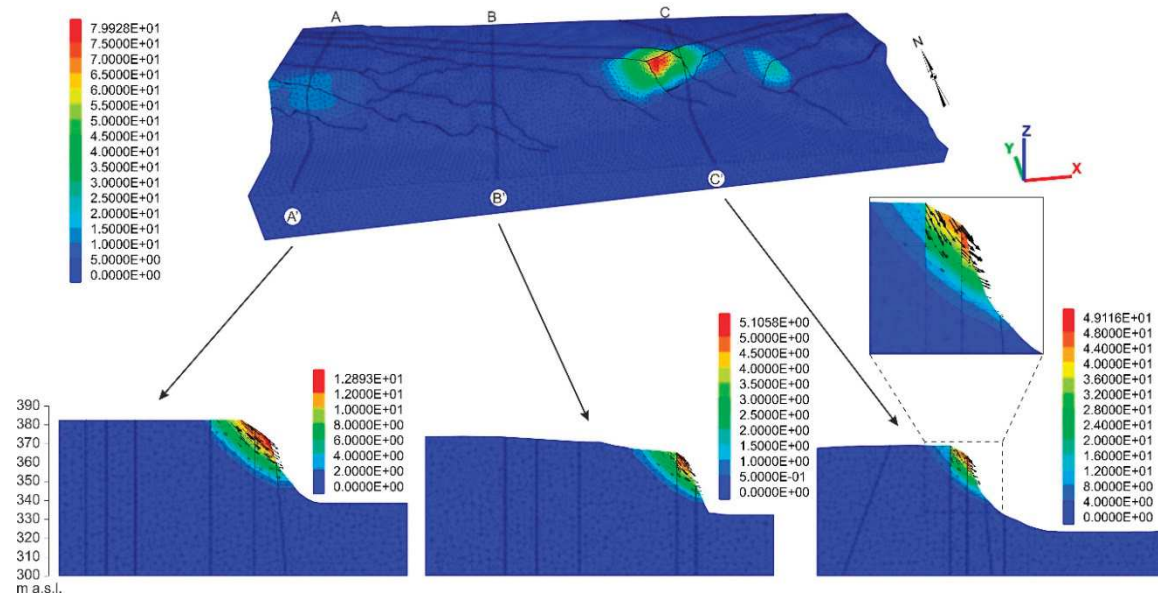 A
B
C
7.9928E+01
7.5000E+01
7.0000E+01
6.5000E+01
6.0000E+01
5.5000E+01
5.0000E+01
4.5000E+01
4.0000E+01
3.5000E+01
3.0000E+01
2.5000E+01
2.0000E+01
1.5000E+01
1.0000E+01
5.0000E+00
0.0000E+00
N
Z
Y
X
A'
B'
C'
390
380
370
360
350
340
330
320
310
300
m a.s.l.
1.2893E+01
1.2000E+01
1.0000E+01
8.0000E+00
6.0000E+00
4.0000E+00
2.0000E+00
0.0000E+00
5.1058E+00
5.0000E+00
4.5000E+00
4.0000E+00
3.5000E+00
3.0000E+00
2.5000E+00
2.0000E+00
1.5000E+00
1.0000E+00
5.0000E-01
0.0000E+00
4.9116E+01
4.8000E+01
4.4000E+01
4.0000E+01
3.6000E+01
3.2000E+01
2.8000E+01
2.4000E+01
2.0000E+01
1.6000E+01
1.2000E+01
8.0000E+00
4.0000E+00
0.0000E+00